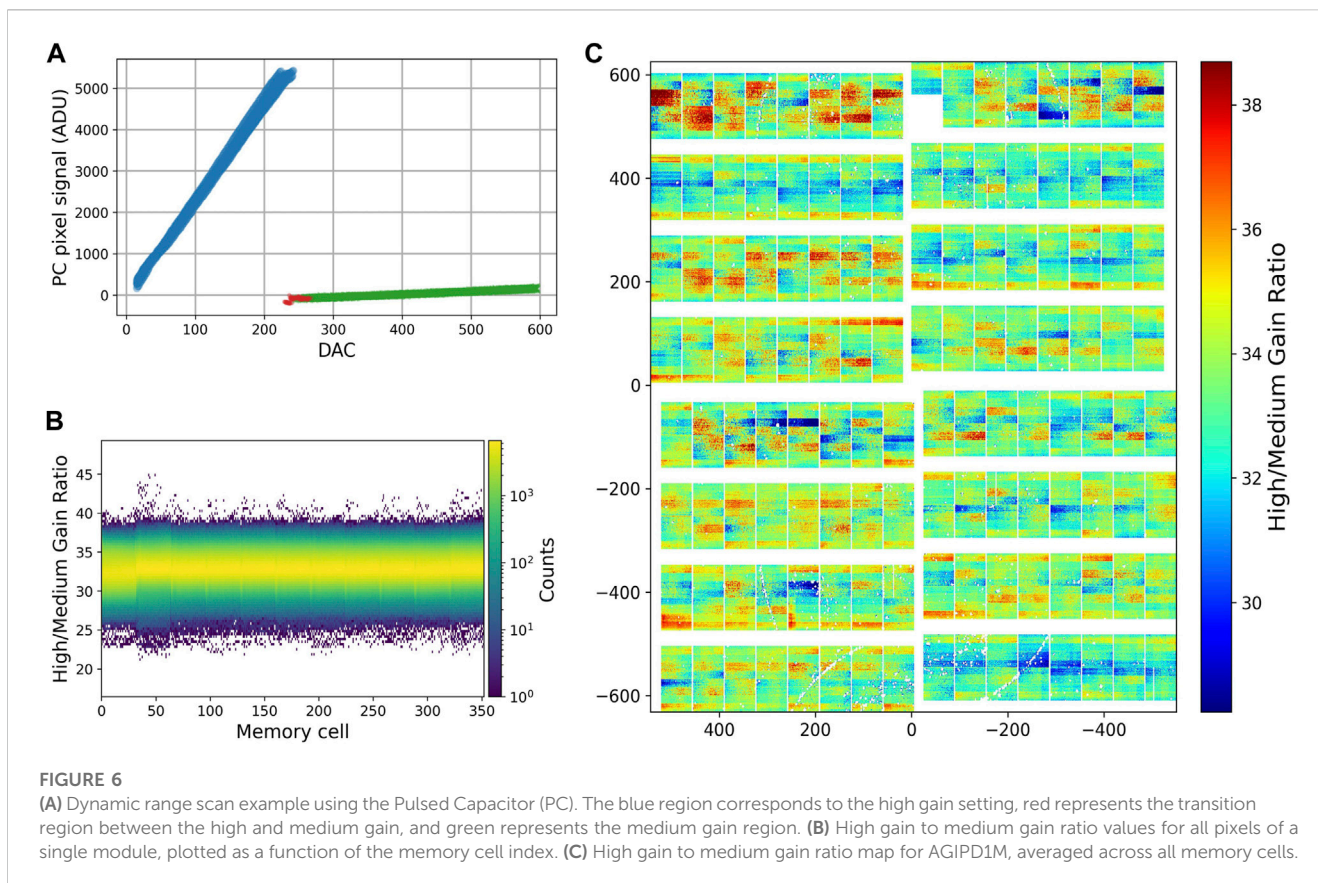 A
5000
4000
3000
2000
1000
0
PC pixel signal (ADU)
0 100 200 300 400 500 600
DAC
B
45
40
35
30
25
20
High/Medium Gain Ratio
0 50 100 150 200 250 300 350
Memory cell
10³
10²
10¹
10⁰
Counts
C
600
400
200
0
−200
−400
−600
400 200 0 −200 −400
38
36
34
32
30
High/Medium Gain Ratio
FIGURE 6
(A) Dynamic range scan example using the Pulsed Capacitor (PC). The blue region corresponds to the high gain setting, red represents the transition
region between the high and medium gain, and green represents the medium gain region. (B) High gain to medium gain ratio values for all pixels of a
single module, plotted as a function of the memory cell index. (C) High gain to medium gain ratio map for AGIPD1M, averaged across all memory cells.